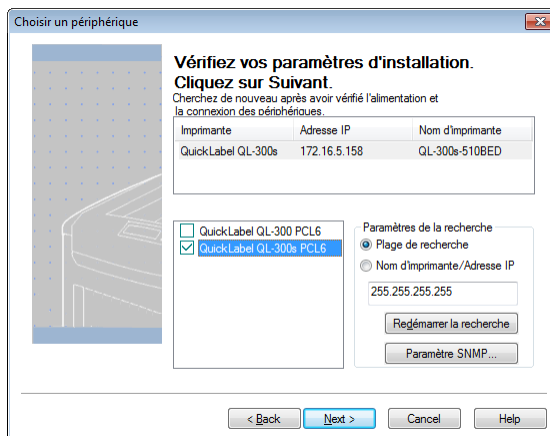 Choisir un périphérique
Vérifiez vos paramètres d'installation.
Cliquez sur Suivant.
Cherchez de nouveau après avoir vérifié l'alimentation et
la connexion des périphériques.
Imprimante Adresse IP Nom d'imprimante
QuickLabel QL-300s 172.16.5.158 QL-300s-510BED
QuickLabel QL-300 PCL6
QuickLabel QL-300s PCL6
Paramètres de la recherche
Plage de recherche
Nom d'imprimante/Adresse IP
255.255.255.255
Redémarrer la recherche
Paramètre SNMP...
< Back Next > Cancel Help